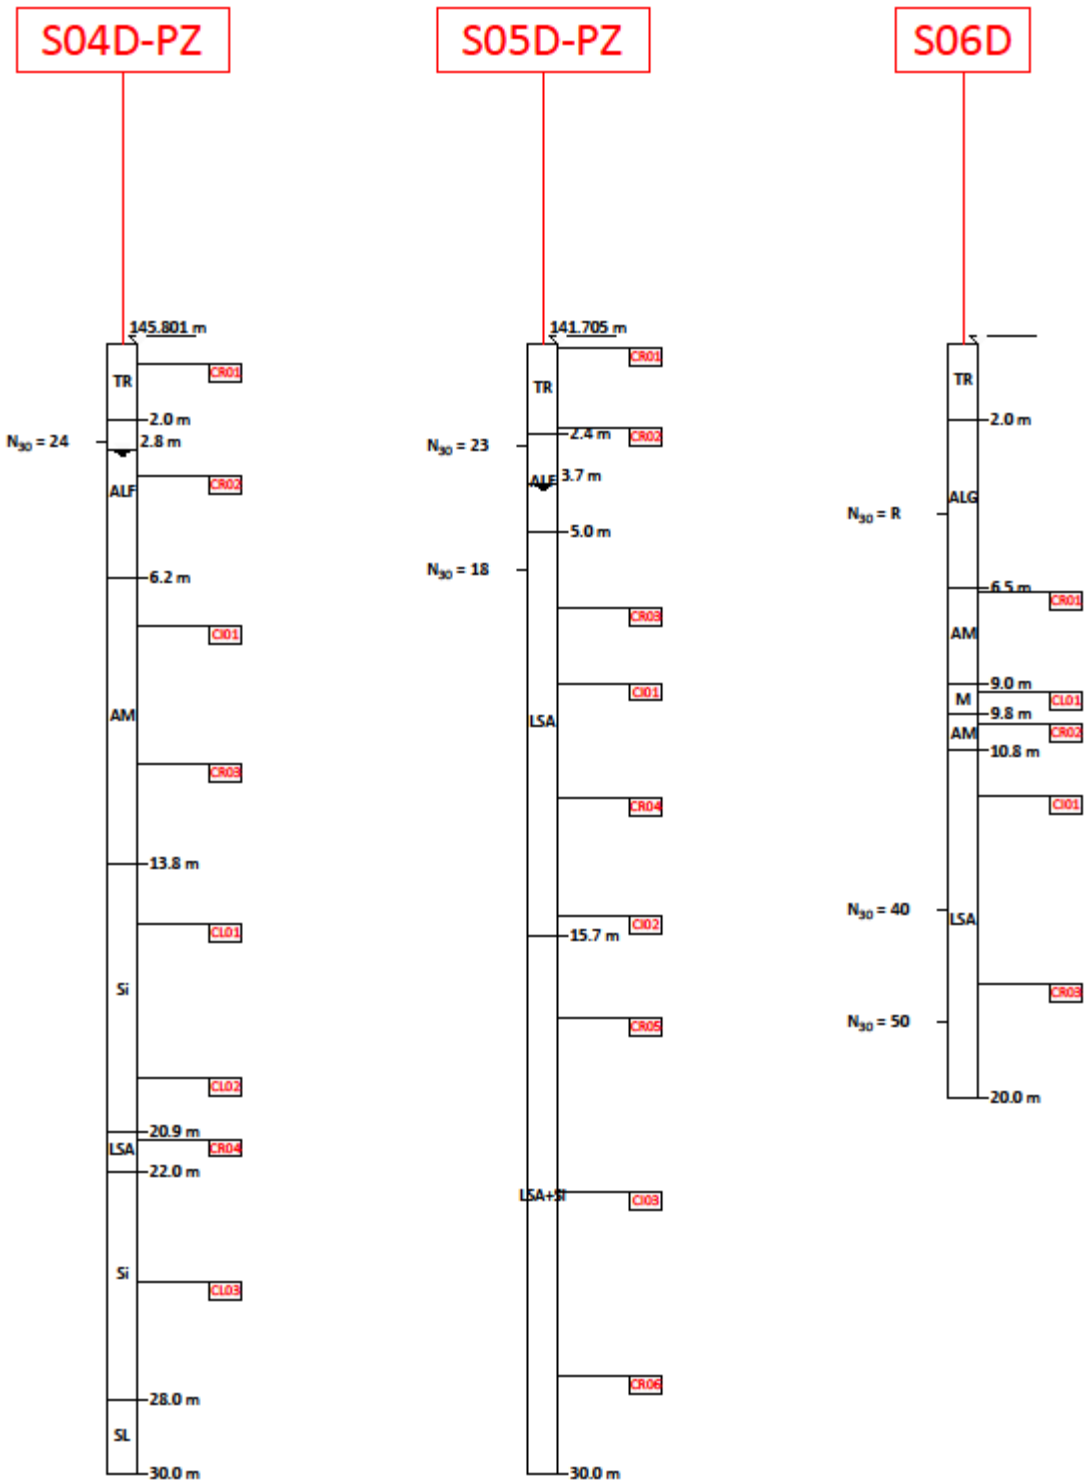 S04D-PZ
145.801 m
TR
CR01
2.0 m
N30 = 24
2.8 m
ALF
CR02
6.2 m
CI01
AM
CR03
13.8 m
CL01
Si
CL02
20.9 m
LSA
CR04
22.0 m
Si
CL03
28.0 m
SL
30.0 m
S05D-PZ
141.705 m
CR01
TR
2.4 m
CR02
N30 = 23
3.7 m
ALF
5.0 m
N30 = 18
CR03
CI01
LSA
CR04
CI02
15.7 m
CR05
LSA+Si
CI03
CR06
30.0 m
S06D
TR
2.0 m
ALG
N30 = R
6.5 m
CR01
AM
9.0 m
M
CL01
9.8 m
AM
CR02
10.8 m
CI01
N30 = 40
LSA
CR03
N30 = 50
20.0 m